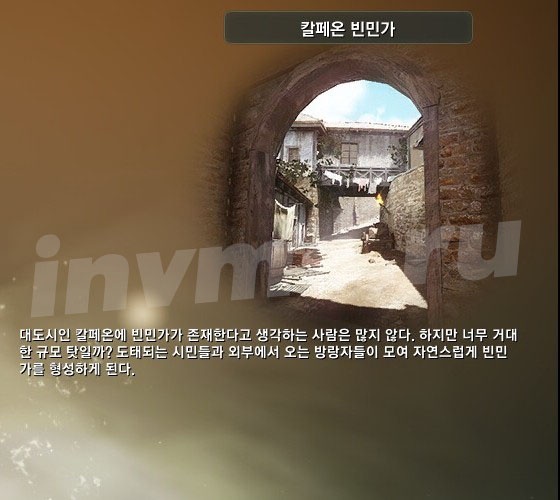 칼페온 빈민가
대도시인 칼페온에 빈민가가 존재한다고 생각하는 사람은 많지 않다. 하지만 너무 거대
한 규모 탓일까? 도태되는 시민들과 외부에서 오는 방랑자들이 모여 자연스럽게 빈민
가를 형성하게 된다.